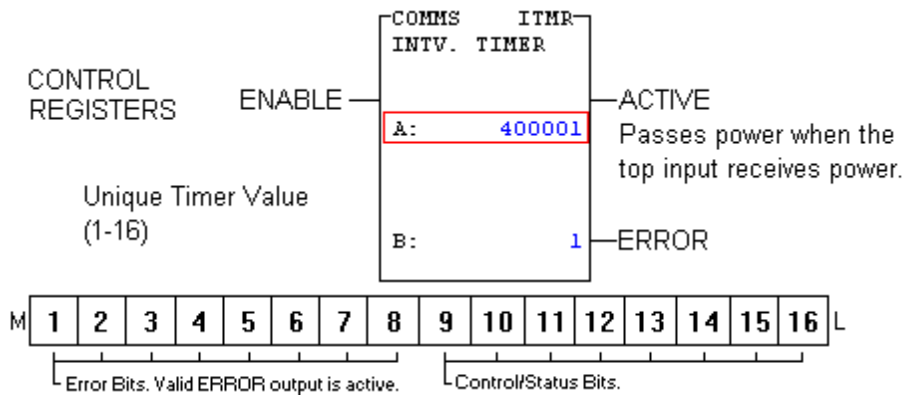 COMMS ITMR
INTV. TIMER
CONTROL
REGISTERS
ENABLE
ACTIVE
A: 400001
Passes power when the
top input receives power.
Unique Timer Value
(1-16)
B: 1
ERROR
M 1 2 3 4 5 6 7 8 9 10 11 12 13 14 15 16 L
Error Bits. Valid ERROR output is active.
Control/Status Bits.